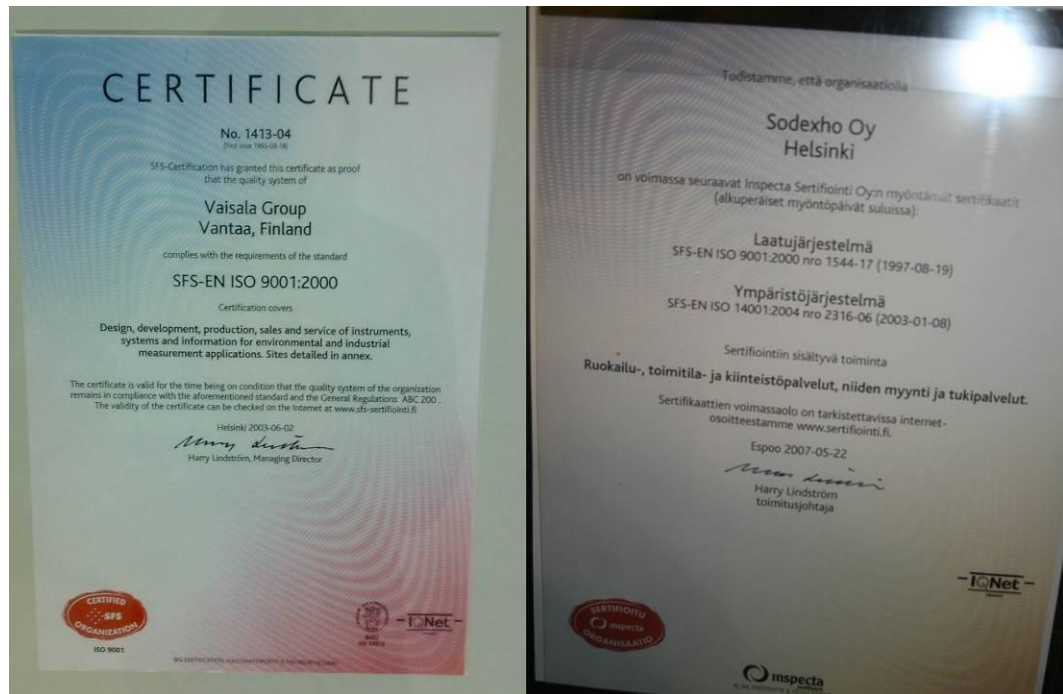 CERTIFICATE
No. 1413-04
(First issue 1993-08-18)
SFS-Certification has granted this certificate as proof
that the quality system of
Vaisala Group
Vantaa, Finland
complies with the requirements of the standard
SFS-EN ISO 9001:2000
Certification covers
Design, development, production, sales and service of instruments,
systems and information for environmental and industrial
measurement applications. Sites detailed in annex.
The certificate is valid for the time being on condition that the quality system of the organization
remains in compliance with the aforementioned standard and the General Regulations ABC 200 .
The validity of the certificate can be checked on the Internet at www.sfs-sertifiointi.fi
Helsinki 2003-06-02
Harry Lindström, Managing Director
CERTIFIED
SFS
ORGANIZATION
ISO 9001
IQNet
Todistamme, että organisaatiolla
Sodexho Oy
Helsinki
on voimassa seuraavat Inspecta Sertifiointi Oy:n myöntämät sertifikaatit
(alkuperäiset myöntöpäivät suluissa):
Laatujärjestelmä
SFS-EN ISO 9001:2000 nro 1544-17 (1997-08-19)
Ympäristöjärjestelmä
SFS-EN ISO 14001:2004 nro 2316-06 (2003-01-08)
Sertifiointiin sisältyvä toiminta
Ruokailu-, toimitila- ja kiinteistöpalvelut, niiden myynti ja tukipalvelut.
Sertifikaattien voimassaolo on tarkistettavissa internet-
osoitteestamme www.sertifiointi.fi.
Espoo 2007-05-22
Harry Lindström
toimitusjohtaja
IQNet
SERTIFIOITU
inspecta
ORGANISAATIO
inspecta